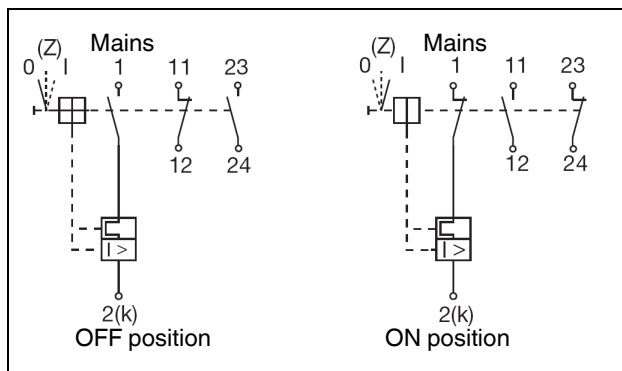 Mains Mains
(Z) (Z)
0 I 1 11 23 0 I 1 11 23
12 24 12 24
I > I >
2(k) 2(k)
OFF position ON position